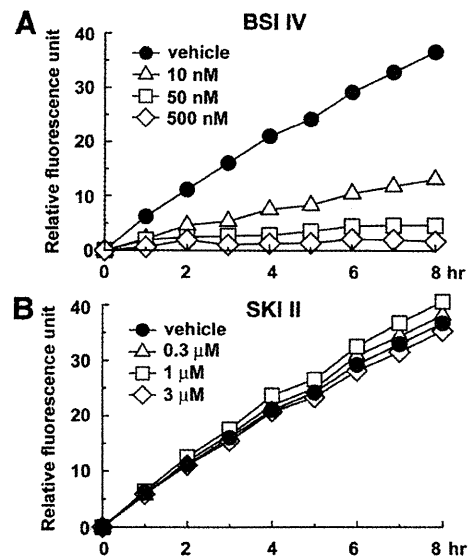 A
BSI IV
Relative fluorescence unit
40
30
20
10
0
vehicle
10 nM
50 nM
500 nM
0 2 4 6 8 hr
B
SKI II
Relative fluorescence unit
40
30
20
10
0
vehicle
0.3 μM
1 μM
3 μM
0 2 4 6 8 hr